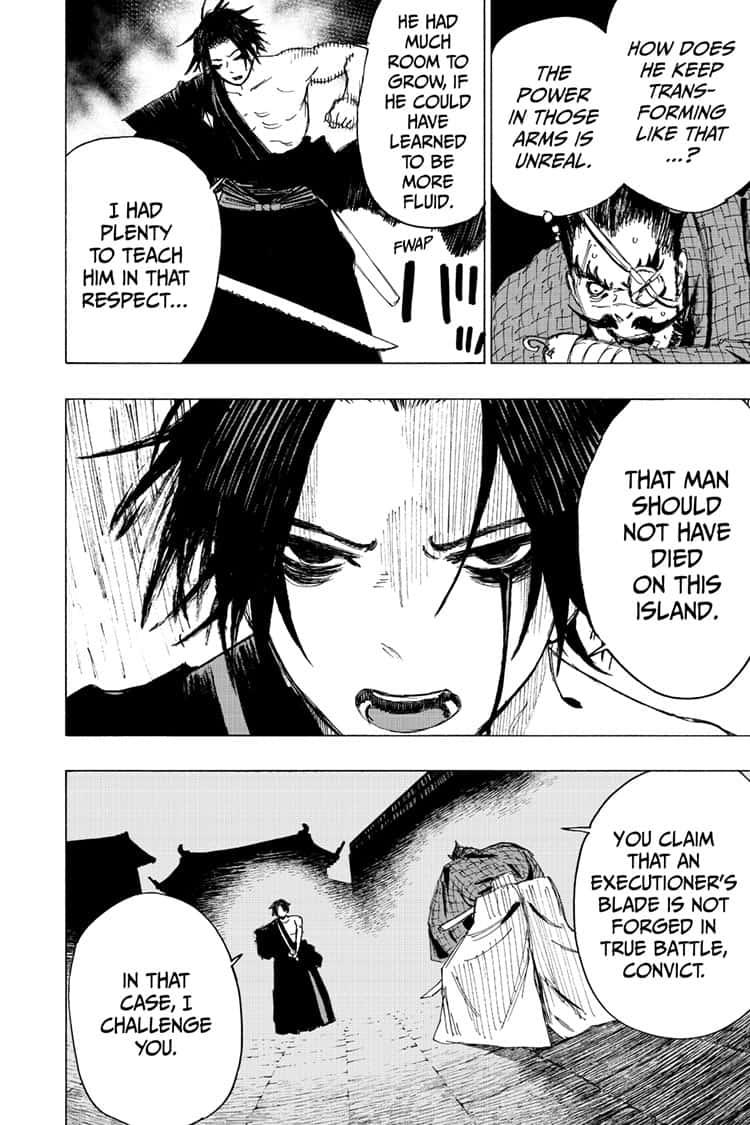 HOW DOES
HE KEEP
TRANS-
FORMING
LIKE THAT
...?
THE
POWER
IN THOSE
ARMS IS
UNREAL.
HE HAD
MUCH
ROOM TO
GROW, IF
HE COULD
HAVE
LEARNED
TO BE
MORE
FLUID.
FWAP
I HAD
PLENTY
TO TEACH
HIM IN THAT
RESPECT...
THAT MAN
SHOULD
NOT HAVE
DIED
ON THIS
ISLAND.
YOU CLAIM
THAT AN
EXECUTIONER'S
BLADE IS NOT
FORGED IN
TRUE BATTLE,
CONVICT.
IN THAT
CASE, I
CHALLENGE
YOU.